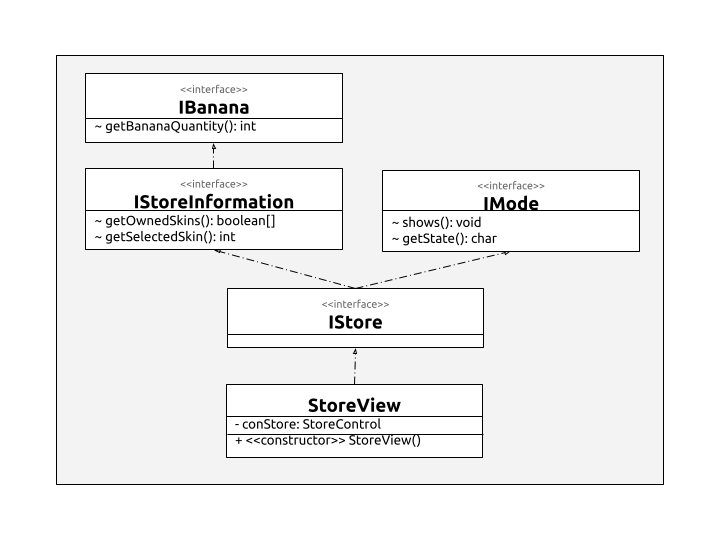 <<interface>>
IBanana
~ getBananaQuantity(): int
<<interface>>
IStoreInformation
~ getOwnedSkins(): boolean[]
~ getSelectedSkin(): int
<<interface>>
IMode
~ shows(): void
~ getState(): char
<<interface>>
IStore
StoreView
- conStore: StoreControl
+ <<constructor>> StoreView()